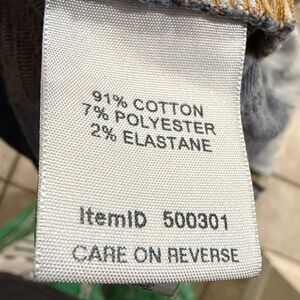 91% COTTON
7% POLYESTER
2% ELASTANE
ItemID 500301
CARE ON REVERSE